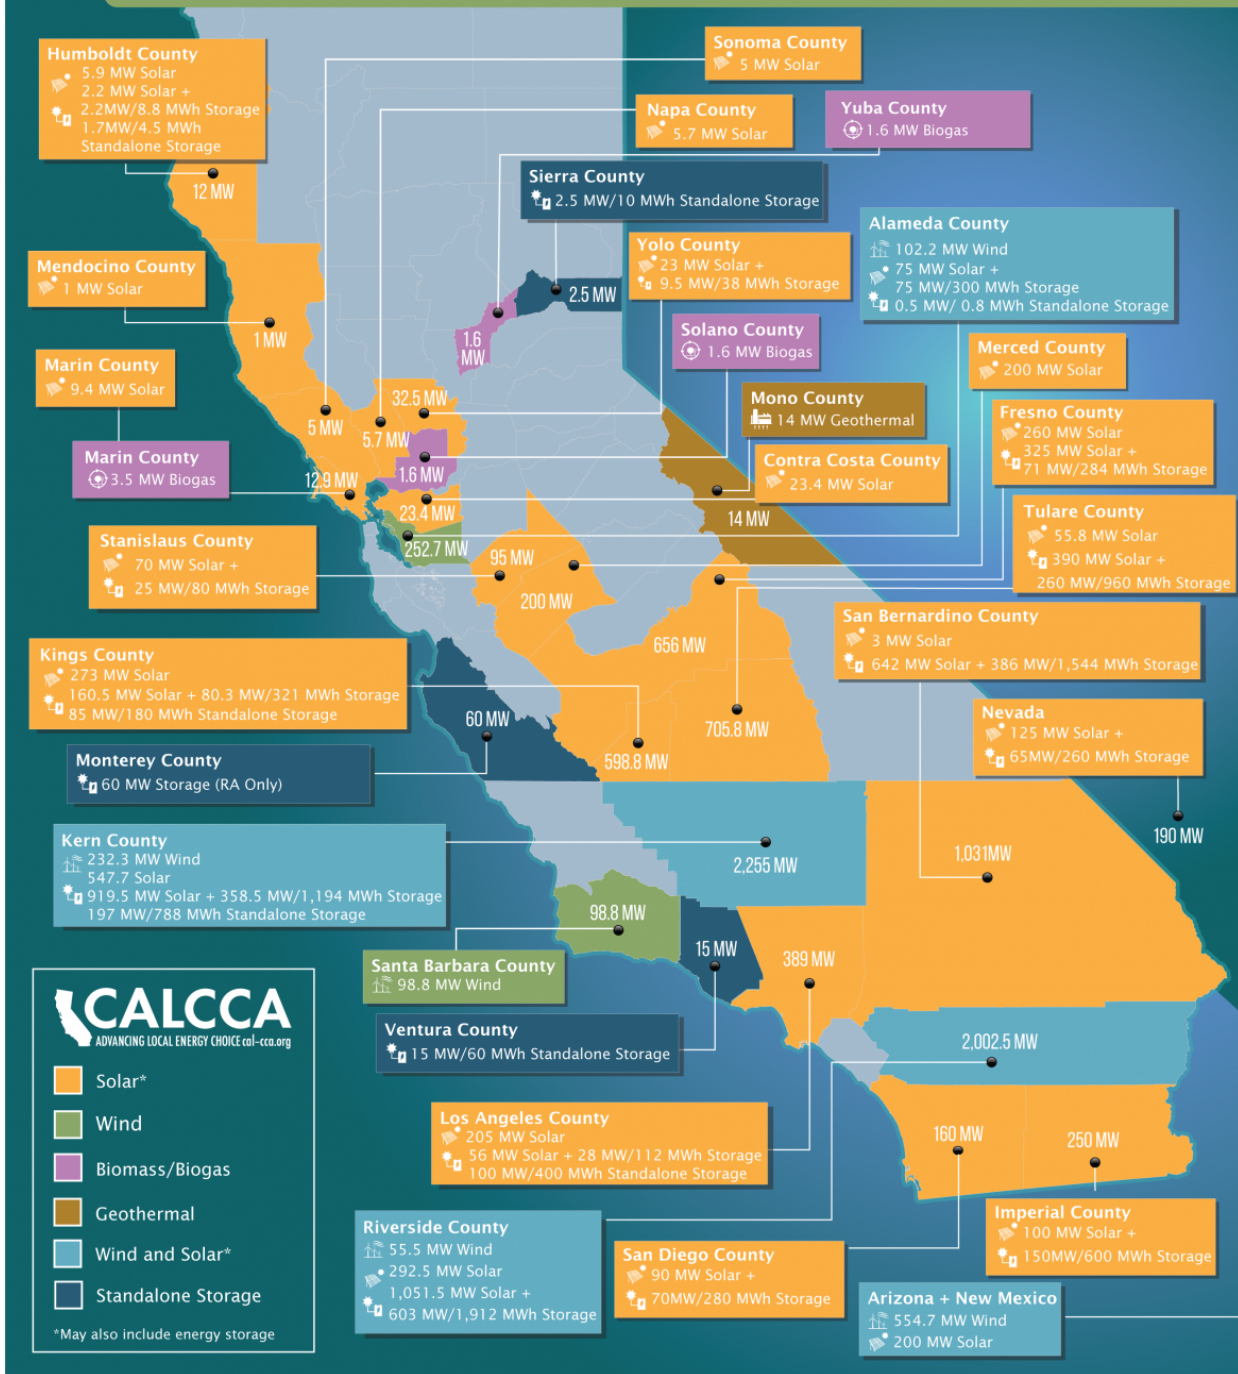 Humboldt County
5.9 MW Solar
2.2 MW Solar +
2.2MW/8.8 MWh Storage
1.7MW/4.5 MWh
Standalone Storage
12 MW
Sonoma County
5 MW Solar
Napa County
5.7 MW Solar
Yuba County
1.6 MW Biogas
Sierra County
2.5 MW/10 MWh Standalone Storage
Alameda County
102.2 MW Wind
75 MW Solar +
75 MW/300 MWh Storage
0.5 MW/ 0.8 MWh Standalone Storage
Yolo County
23 MW Solar +
9.5 MW/38 MWh Storage
Mendocino County
1 MW Solar
2.5 MW
1 MW
1.6
MW
Solano County
1.6 MW Biogas
Merced County
200 MW Solar
Marin County
9.4 MW Solar
Mono County
14 MW Geothermal
Fresno County
260 MW Solar
325 MW Solar +
71 MW/284 MWh Storage
32.5 MW
5 MW
5.7 MW
Marin County
3.5 MW Biogas
12.9 MW
1.6 MW
Contra Costa County
23.4 MW Solar
23.4 MW
14 MW
Tulare County
55.8 MW Solar
390 MW Solar +
260 MW/960 MWh Storage
Stanislaus County
70 MW Solar +
25 MW/80 MWh Storage
252.7 MW
95 MW
200 MW
San Bernardino County
3 MW Solar
642 MW Solar + 386 MW/1,544 MWh Storage
Kings County
273 MW Solar
160.5 MW Solar + 80.3 MW/321 MWh Storage
85 MW/180 MWh Standalone Storage
656 MW
60 MW
705.8 MW
598.8 MW
Nevada
125 MW Solar +
65MW/260 MWh Storage
190 MW
Monterey County
60 MW Storage (RA Only)
Kern County
232.3 MW Wind
547.7 Solar
919.5 MW Solar + 358.5 MW/1,194 MWh Storage
197 MW/788 MWh Standalone Storage
2,255 MW
1,031MW
98.8 MW
Santa Barbara County
98.8 MW Wind
15 MW
389 MW
Ventura County
15 MW/60 MWh Standalone Storage
2,002.5 MW
CALCCA
ADVANCING LOCAL ENERGY CHOICE cal-cca.org
Solar*
Wind
Biomass/Biogas
Geothermal
Wind and Solar*
Standalone Storage
*May also include energy storage
Los Angeles County
205 MW Solar
56 MW Solar + 28 MW/112 MWh Storage
100 MW/400 MWh Standalone Storage
160 MW
250 MW
Riverside County
55.5 MW Wind
292.5 MW Solar
1,051.5 MW Solar +
603 MW/1,912 MWh Storage
San Diego County
90 MW Solar +
70MW/280 MWh Storage
Imperial County
100 MW Solar +
150MW/600 MWh Storage
Arizona + New Mexico
554.7 MW Wind
200 MW Solar